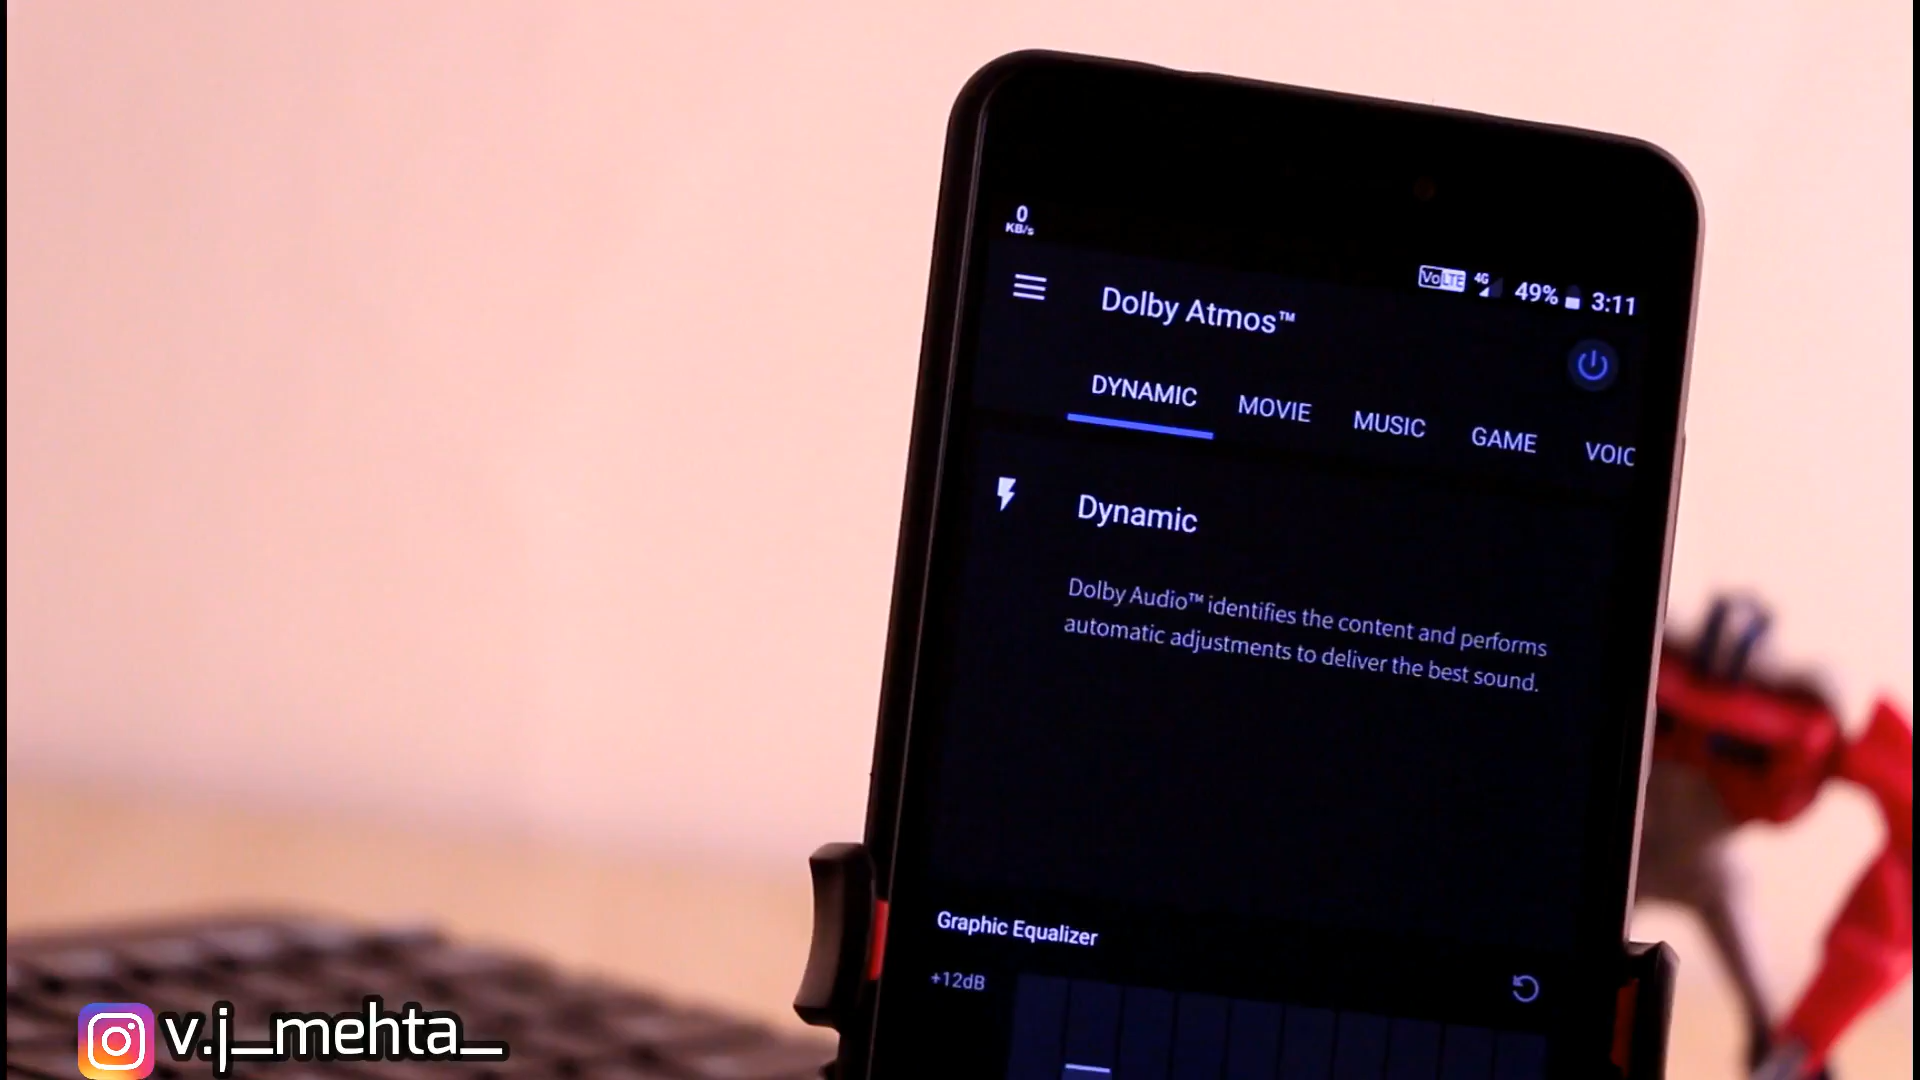 0
KB/s
VoLTE 4G 49% 3:11
Dolby Atmos™
DYNAMIC MOVIE MUSIC GAME VOIC
Dynamic
Dolby Audio™ identifies the content and performs
automatic adjustments to deliver the best sound.
Graphic Equalizer
+12dB
v.j_mehta_